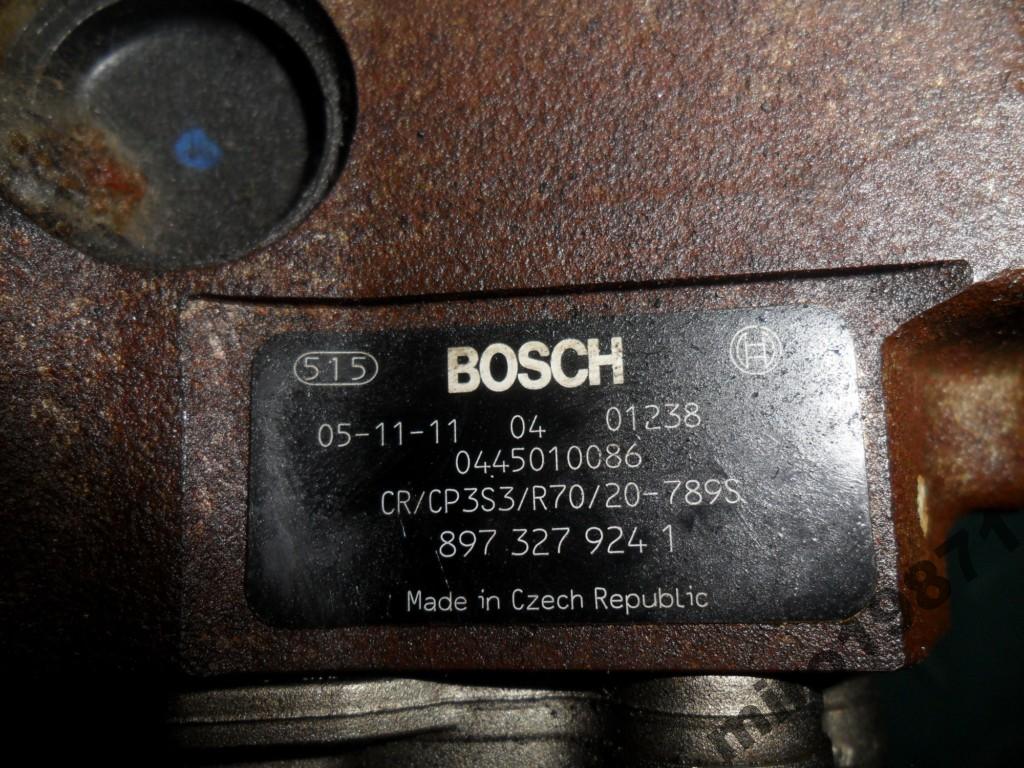 515 BOSCH
05-11-11 04 01238
0445010086
CR/CP3S3/R70/20-789S
897 327 924 1
Made in Czech Republic